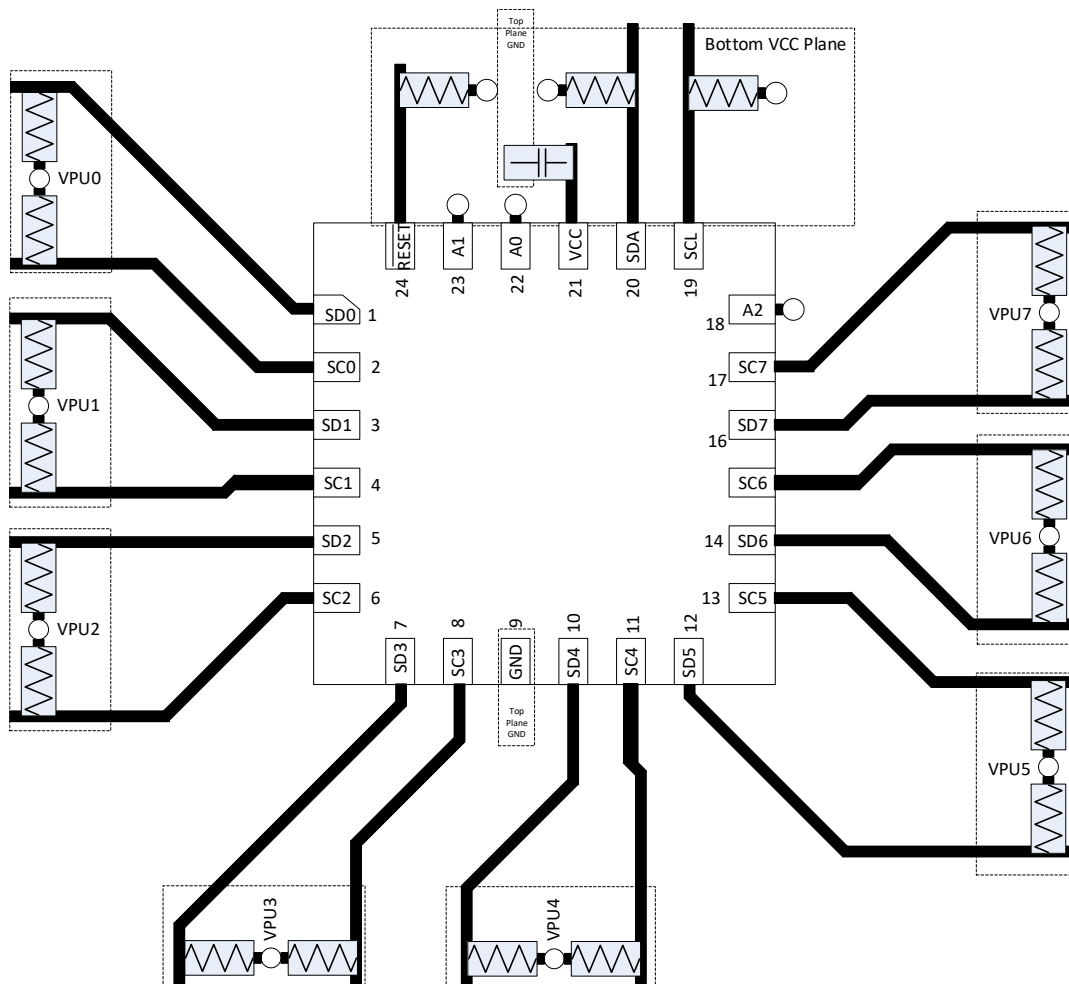 Top
Plane
GND
Bottom VCC Plane
VPU0
RESET
A1
A0
VCC
SDA
SCL
24
23
22
21
20
19
SD0 1
A2
18
VPU7
SC0 2
SC7
17
VPU1
SD1 3
SD7
16
SC1 4
SC6
SD2 5
14 SD6
VPU6
SC2 6
13 SC5
VPU2
7
8
9
10
11
12
SD3
SC3
GND
SD4
SC4
SD5
Top
Plane
GND
VPU5
VPU3
VPU4